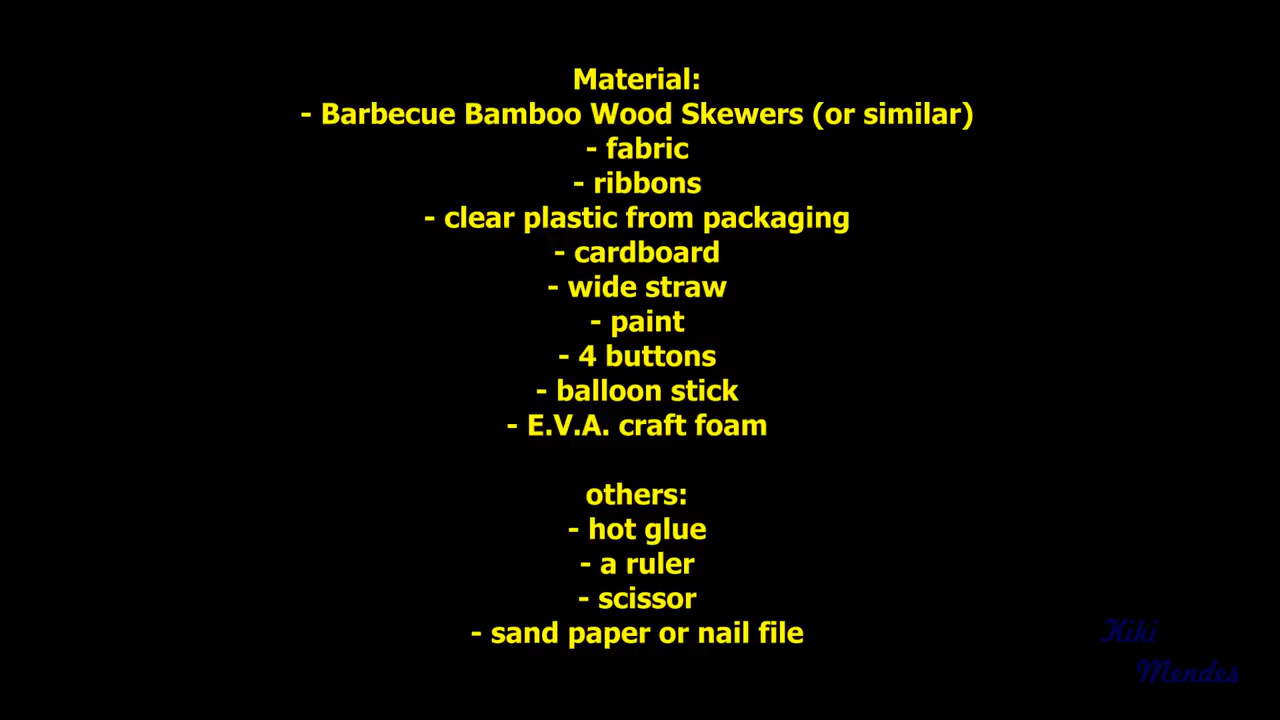 Material:
- Barbecue Bamboo Wood Skewers (or similar)
- fabric
- ribbons
- clear plastic from packaging
- cardboard
- wide straw
- paint
- 4 buttons
- balloon stick
- E.V.A. craft foam
others:
- hot glue
- a ruler
- scissor
- sand paper or nail file
Kiki
Mendes